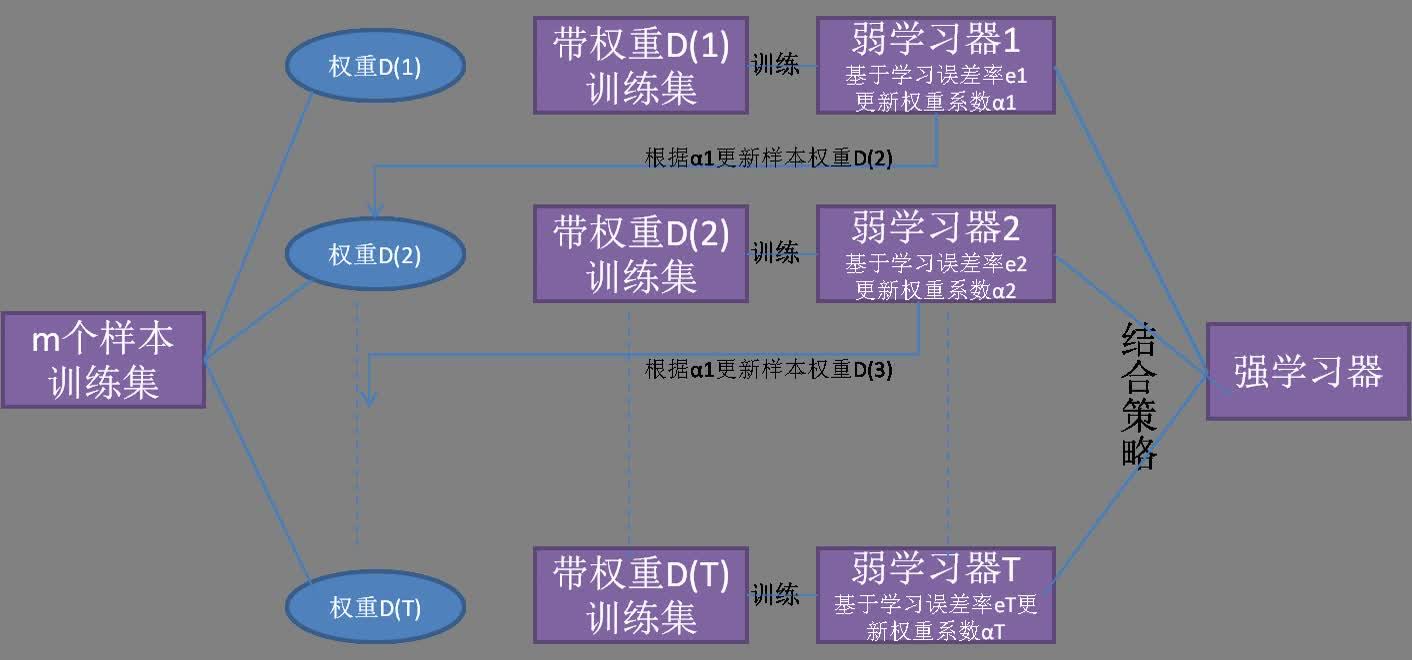 权重D(1)
带权重D(1)
训练集
训练
弱学习器1
基于学习误差率e1
更新权重系数α1
根据α1更新样本权重D(2)
权重D(2)
带权重D(2)
训练集
训练
弱学习器2
基于学习误差率e2
更新权重系数α2
m个样本
训练集
根据α1更新样本权重D(3)
结
合
策
略
强学习器
权重D(T)
带权重D(T)
训练集
训练
弱学习器T
基于学习误差率eT更
新权重系数αT